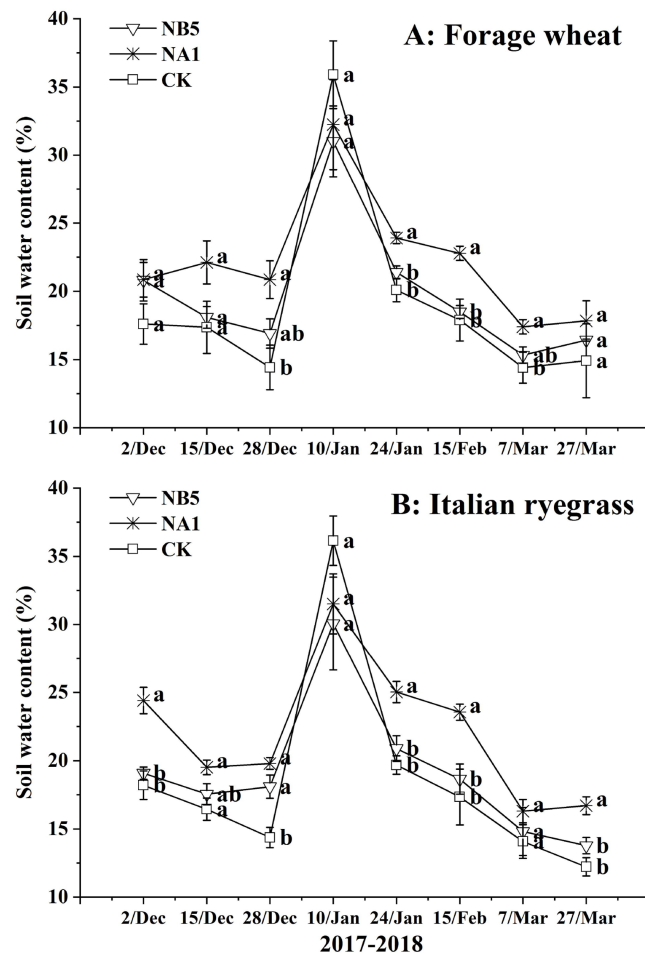 40
NB5
A: Forage wheat
NA1
CK
35
a
a
a
30
Soil water content (%)
25
a
a
a
a
a
a
20
b
b
a
a
ab
b
b
a
a
a
a
ab
a
15
b
b
a
10
2/Dec 15/Dec 28/Dec 10/Jan 24/Jan 15/Feb 7/Mar 27/Mar
40
NB5
B: Italian ryegrass
NA1
CK
35
a
a
a
30
Soil water content (%)
25
a
a
a
a
a
20
b
b
b
b
ab
a
b
b
a
a
a
15
b
a
a
b
b
10
2/Dec 15/Dec 28/Dec 10/Jan 24/Jan 15/Feb 7/Mar 27/Mar
2017-2018